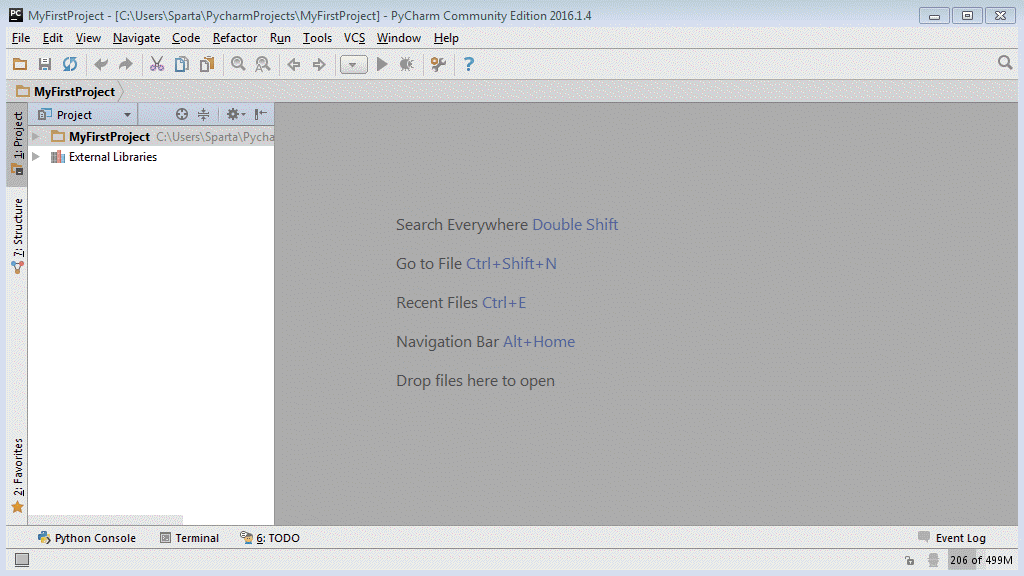 PC MyFirstProject - [C:\Users\Sparta\PycharmProjects\MyFirstProject] - PyCharm Community Edition 2016.1.4
File Edit View Navigate Code Refactor Run Tools VCS Window Help
MyFirstProject
1: Project
Project
MyFirstProject C:\Users\Sparta\Pycha
External Libraries
7: Structure
Search Everywhere Double Shift
Go to File Ctrl+Shift+N
Recent Files Ctrl+E
Navigation Bar Alt+Home
Drop files here to open
2: Favorites
Python Console Terminal 6: TODO Event Log
206 of 499M